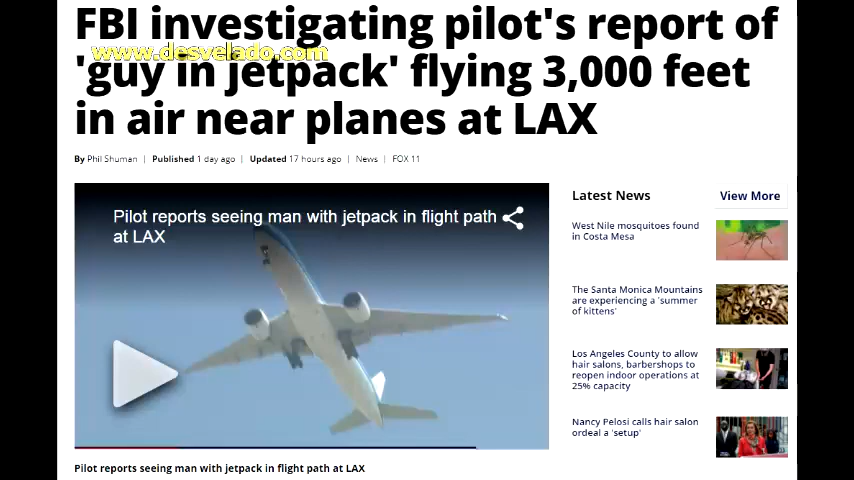 FBI investigating pilot's report of
www.desvelado.com
'guy in jetpack' flying 3,000 feet
in air near planes at LAX
By Phil Shuman | Published 1 day ago | Updated 17 hours ago | News | FOX 11
Pilot reports seeing man with jetpack in flight path
at LAX
Pilot reports seeing man with jetpack in flight path at LAX
Latest News
View More
West Nile mosquitoes found
in Costa Mesa
The Santa Monica Mountains
are experiencing a 'summer
of kittens'
Los Angeles County to allow
hair salons, barbershops to
reopen indoor operations at
25% capacity
Nancy Pelosi calls hair salon
ordeal a 'setup'